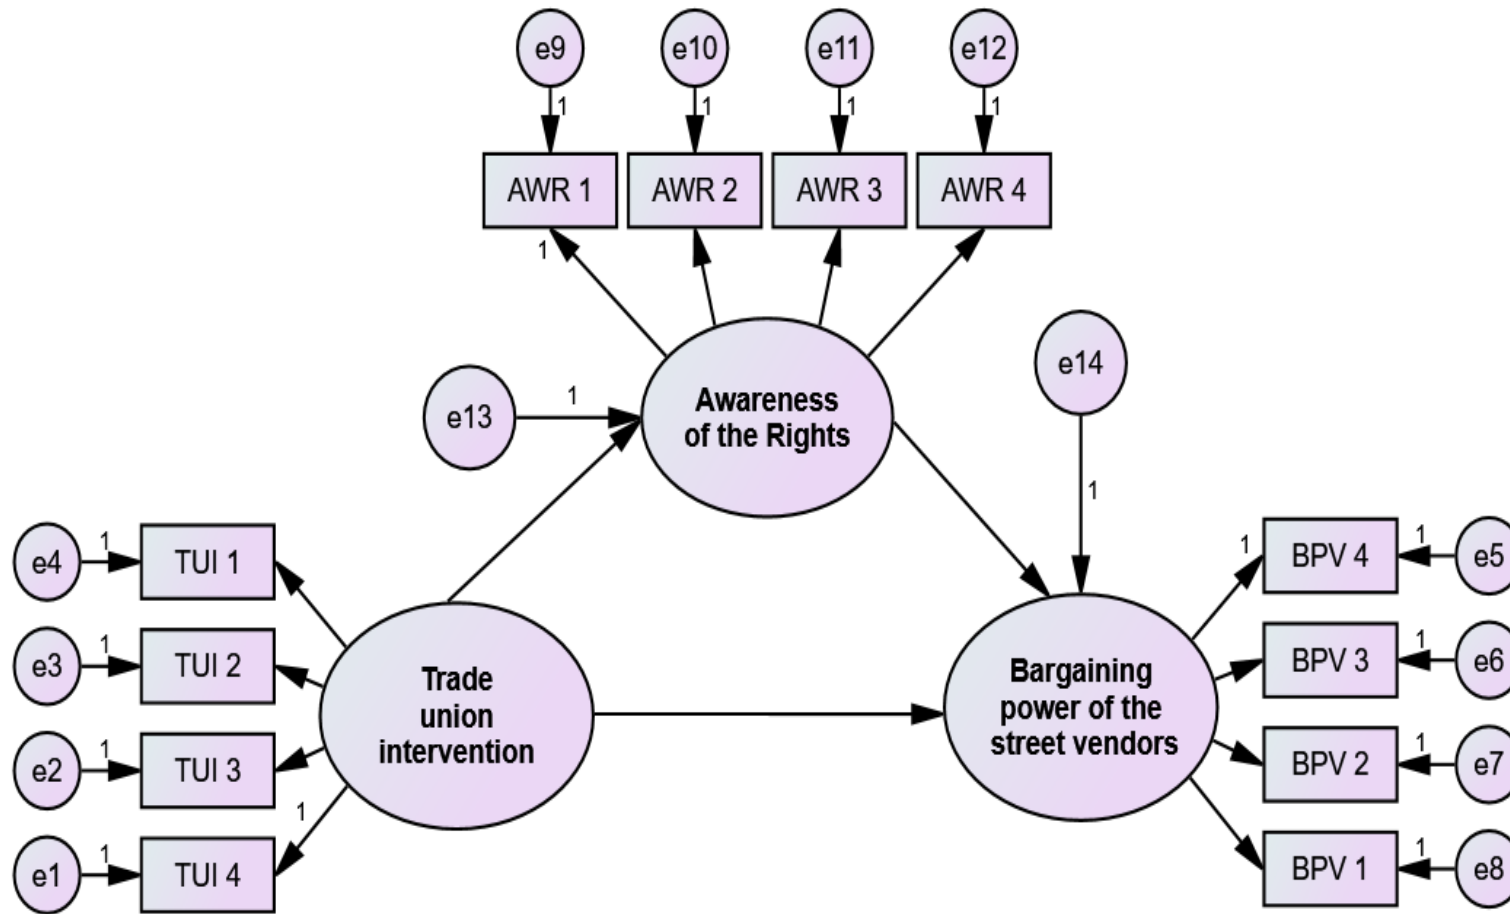 e9
e10
e11
e12
1
1
1
1
AWR 1
AWR 2
AWR 3
AWR 4
1
e13
1
Awareness
of the Rights
e14
1
e4
1
TUI 1
e3
1
TUI 2
e2
1
TUI 3
e1
1
TUI 4
1
Trade
union
intervention
Bargaining
power of the
street vendors
1
BPV 4
1
e5
BPV 3
1
e6
BPV 2
1
e7
BPV 1
1
e8